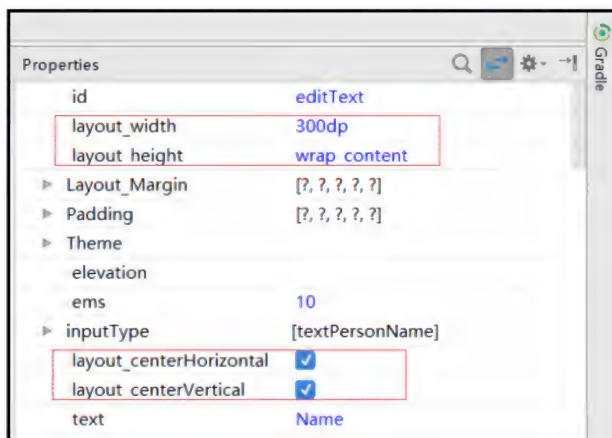 Properties
Gradle
id editText
layout_width 300dp
layout_height wrap_content
Layout_Margin [?, ?, ?, ?, ?]
Padding [?, ?, ?, ?, ?]
Theme
elevation
ems 10
inputType [textPersonName]
layout_centerHorizontal
layout_centerVertical
text Name